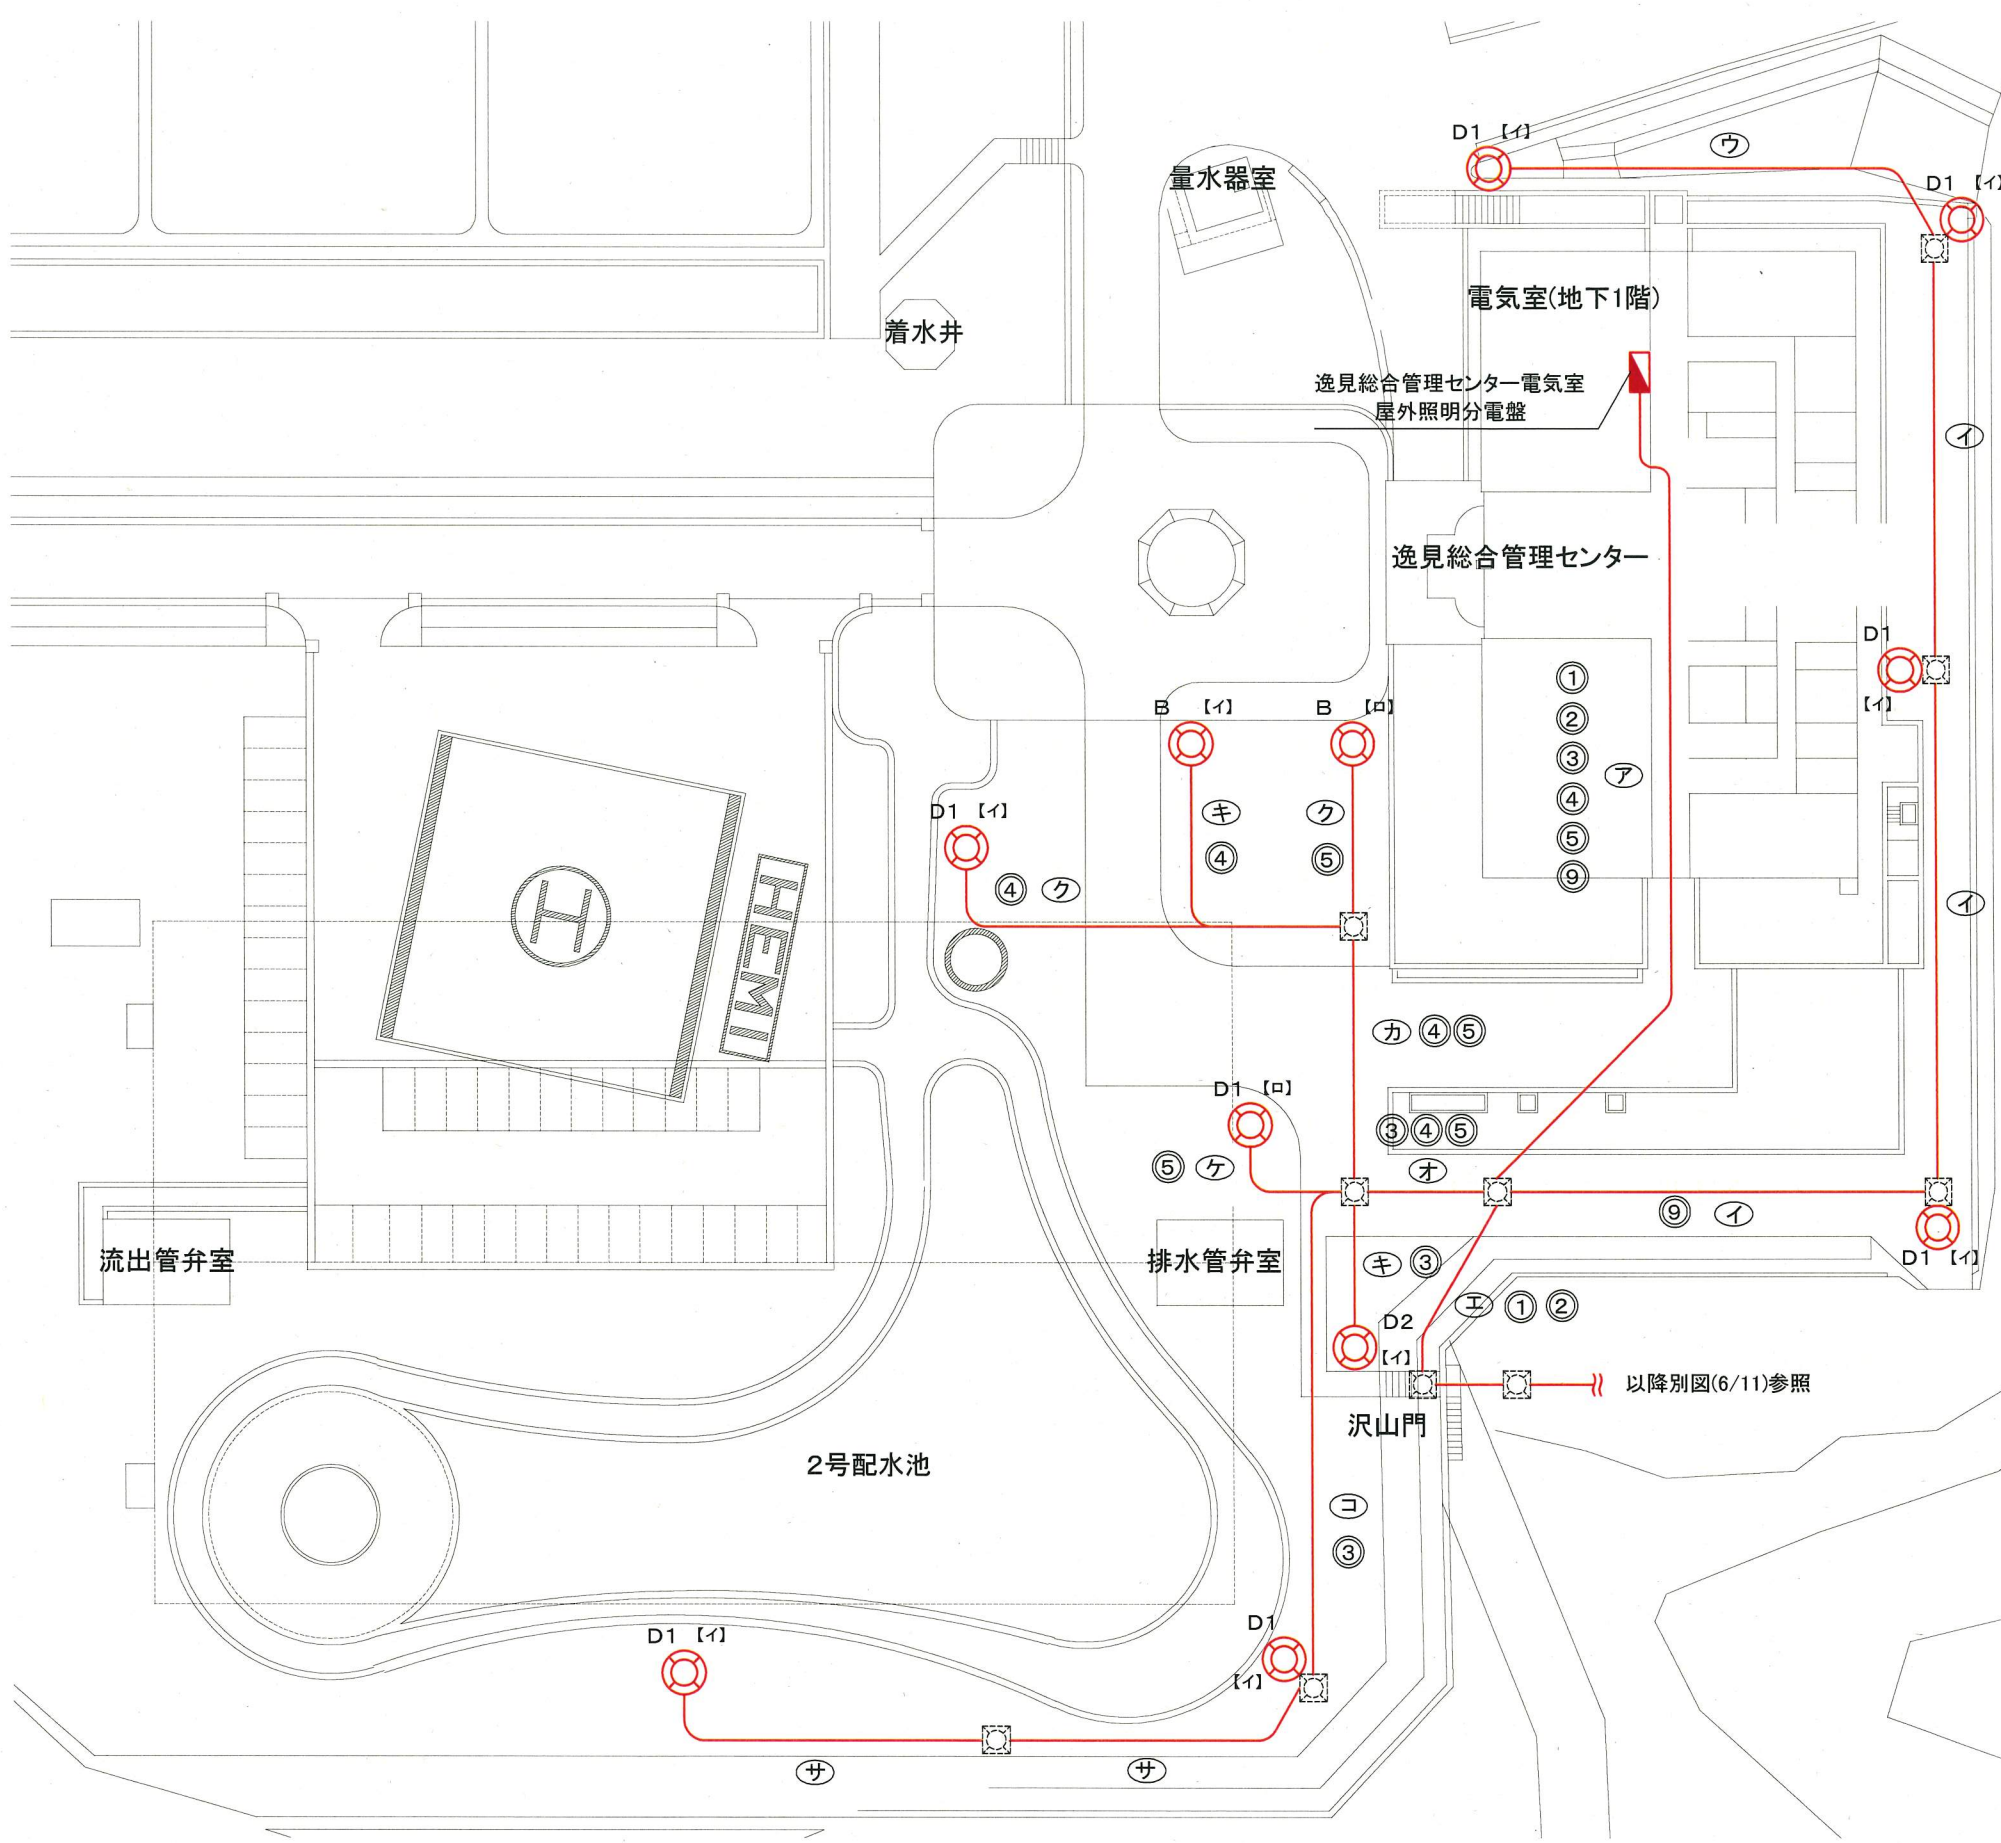 D1 【イ】
ウ
D1 【イ】
量水器室
電気室(地下1階)
着水井
逸見総合管理センター電気室
屋外照明分電盤
イ
逸見総合管理センター
D1
【イ】
①
②
③
④
⑤
⑨
ア
B 【イ】
B 【ロ】
キ
④
ク
⑤
D1 【イ】
④ ク
イ
H
HEMI
カ ④ ⑤
D1 【ロ】
③ ④ ⑤
オ
⑤ ケ
⑨ イ
D1 【イ】
流出管弁室
排水管弁室
キ ③
エ ① ②
D2
【イ】
以降別図(6/11)参照
沢山門
2号配水池
コ
③
D1
【イ】
D1 【イ】
サ
サ